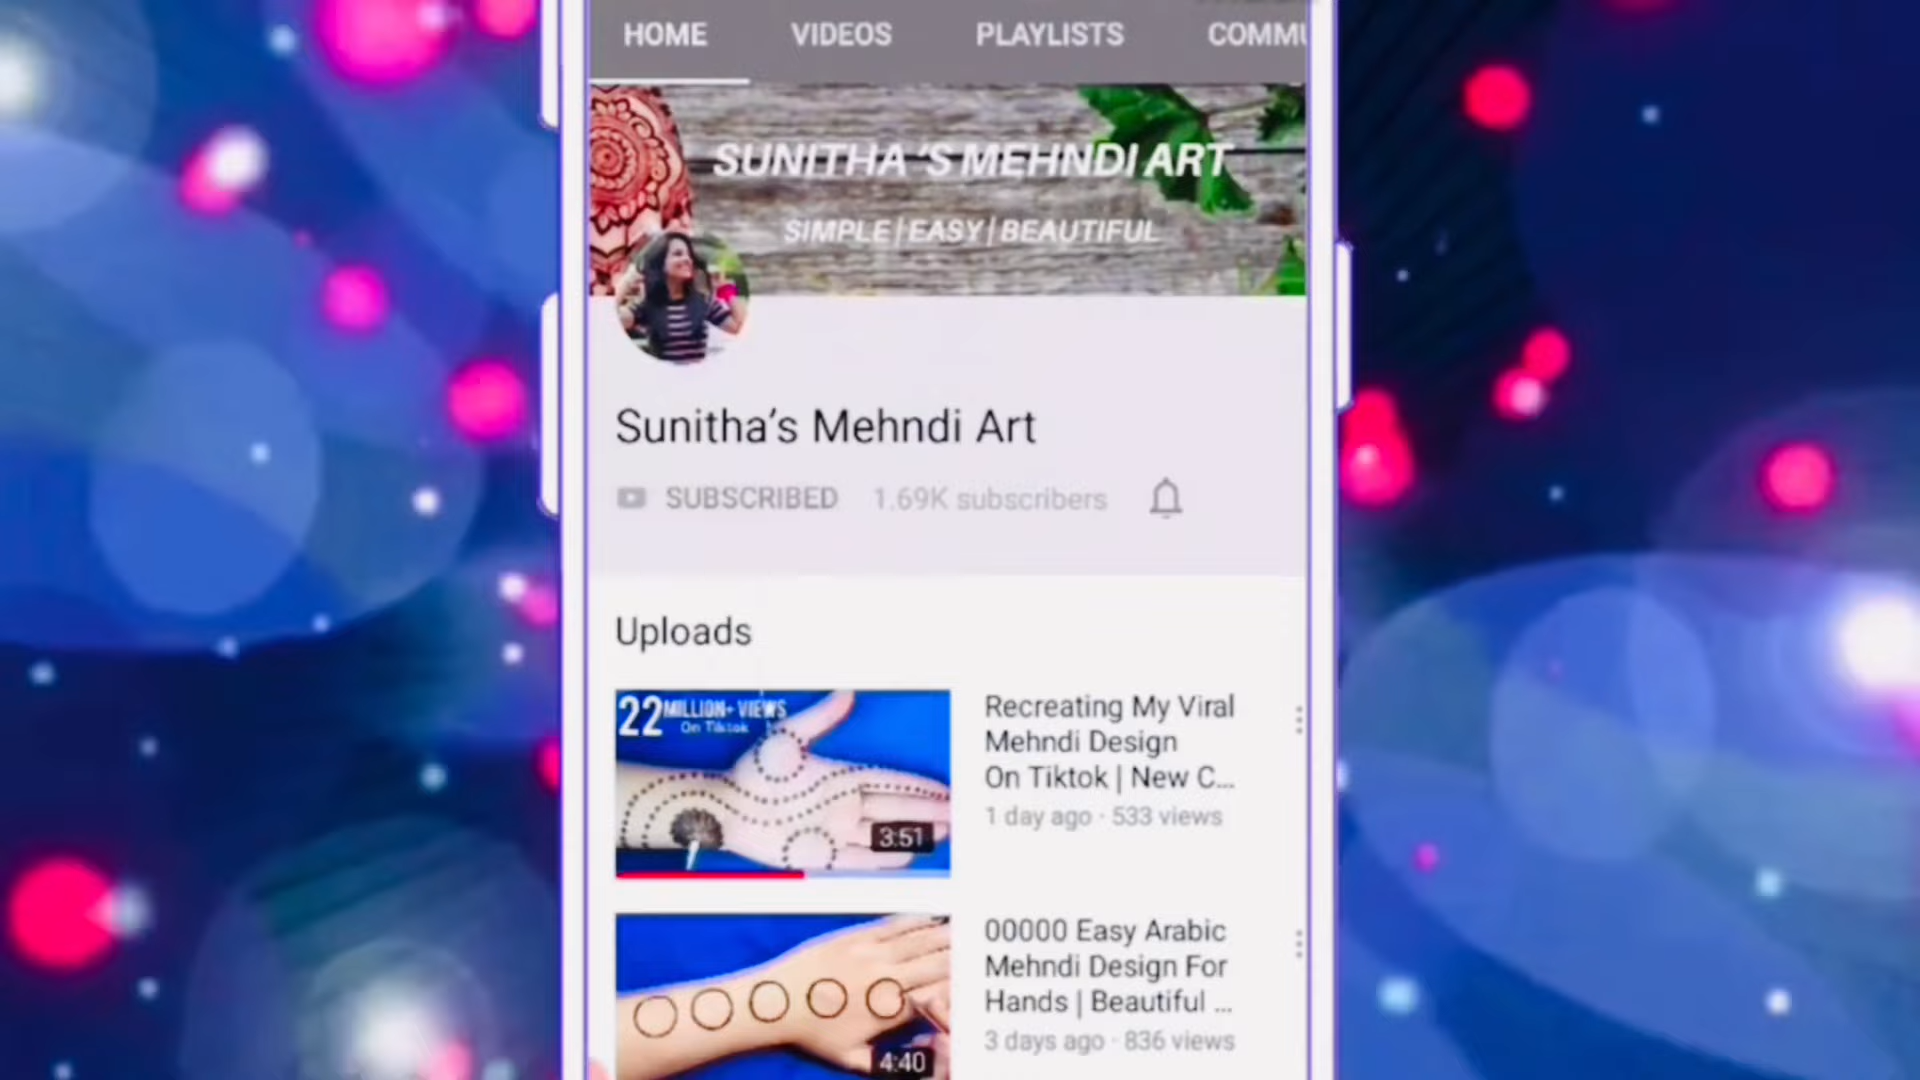 HOME VIDEOS PLAYLISTS COMMU
SUNITHA 'S MEHNDI ART
SIMPLE | EASY | BEAUTIFUL
Sunitha's Mehndi Art
SUBSCRIBED 1.69K subscribers
Uploads
22 MILLION+ VIEWS
On Tiktok
3:51
Recreating My Viral
Mehndi Design
On Tiktok | New C...
1 day ago · 533 views
4:40
00000 Easy Arabic
Mehndi Design For
Hands | Beautiful ...
3 days ago · 836 views